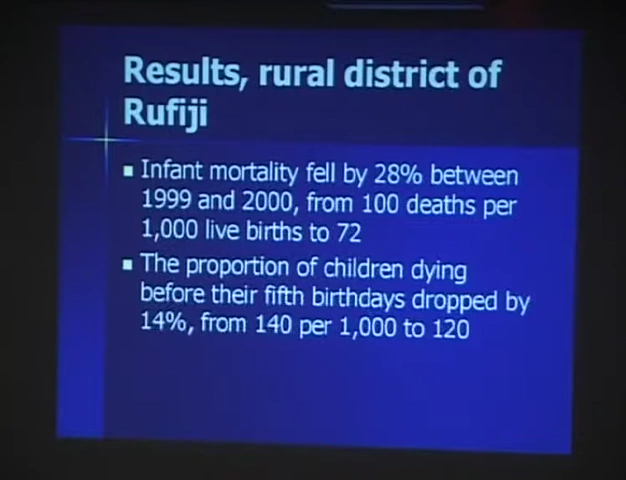 Results, rural district of
Rufiji
Infant mortality fell by 28% between
1999 and 2000, from 100 deaths per
1,000 live births to 72
The proportion of children dying
before their fifth birthdays dropped by
14%, from 140 per 1,000 to 120